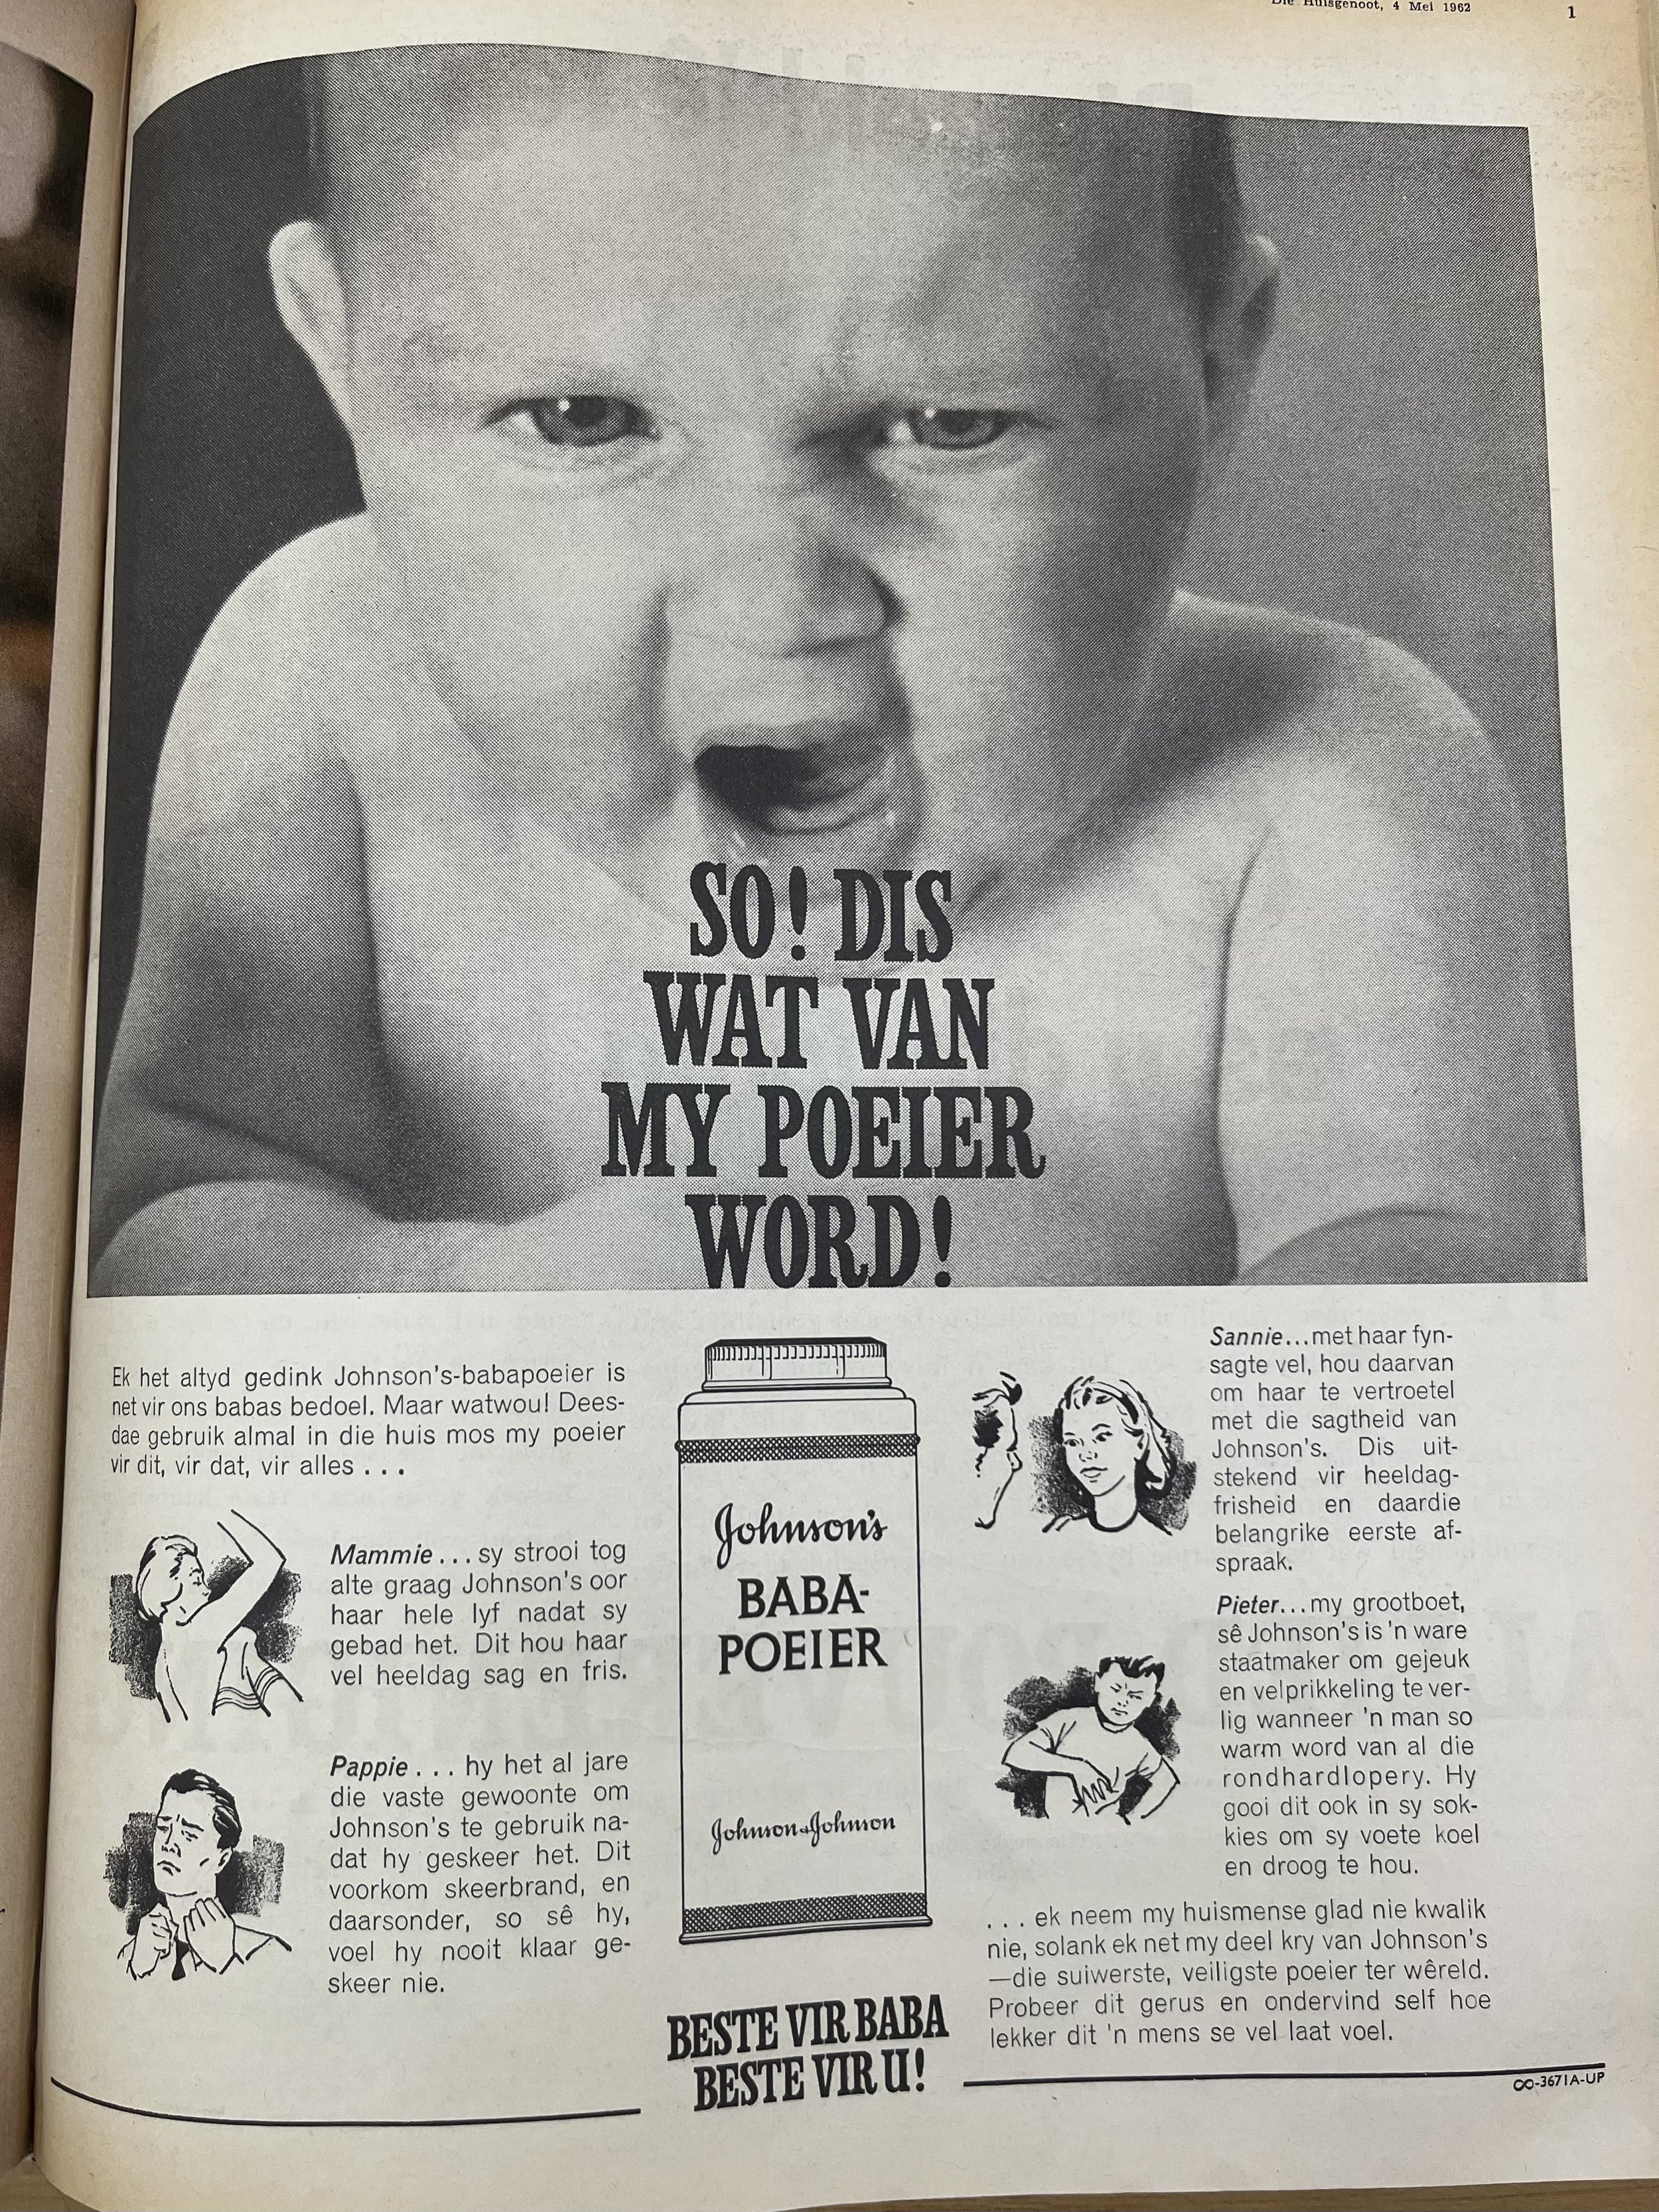 Die Huisgenoot, 4 Mei 1962
1
SO! DIS
WAT VAN
MY POEIER
WORD!
Ek het altyd gedink Johnson's-babapoeier is
net vir ons babas bedoel. Maar watwou! Dees-
dae gebruik almal in die huis mos my poeier
vir dit, vir dat, vir alles . . .
Mammie . . . sy strooi tog
alte graag Johnson's oor
haar hele lyf nadat sy
gebad het. Dit hou haar
vel heeldag sag en fris.
Pappie . . . hy het al jare
die vaste gewoonte om
Johnson's te gebruik na-
dat hy geskeer het. Dit
voorkom skeerbrand, en
daarsonder, so sê hy,
voel hy nooit klaar ge-
skeer nie.
Johnson's
BABA-
POEIER
Johnson & Johnson
BESTE VIR BABA
BESTE VIR U!
Sannie . . . met haar fyn-
sagte vel, hou daarvan
om haar te vertroetel
met die sagtheid van
Johnson's. Dis uit-
stekend vir heeldag-
frisheid en daardie
belangrike eerste af-
spraak.
Pieter . . . my grootboet,
sê Johnson's is 'n ware
staatmaker om gejeuk
en velprikkeling te ver-
lig wanneer 'n man so
warm word van al die
rondhardlopery. Hy
gooi dit ook in sy sok-
kies om sy voete koel
en droog te hou.
. . . ek neem my huismense glad nie kwalik
nie, solank ek net my deel kry van Johnson's
—die suiwerste, veiligste poeier ter wêreld.
Probeer dit gerus en ondervind self hoe
lekker dit 'n mens se vel laat voel.
OO-3671A-UP